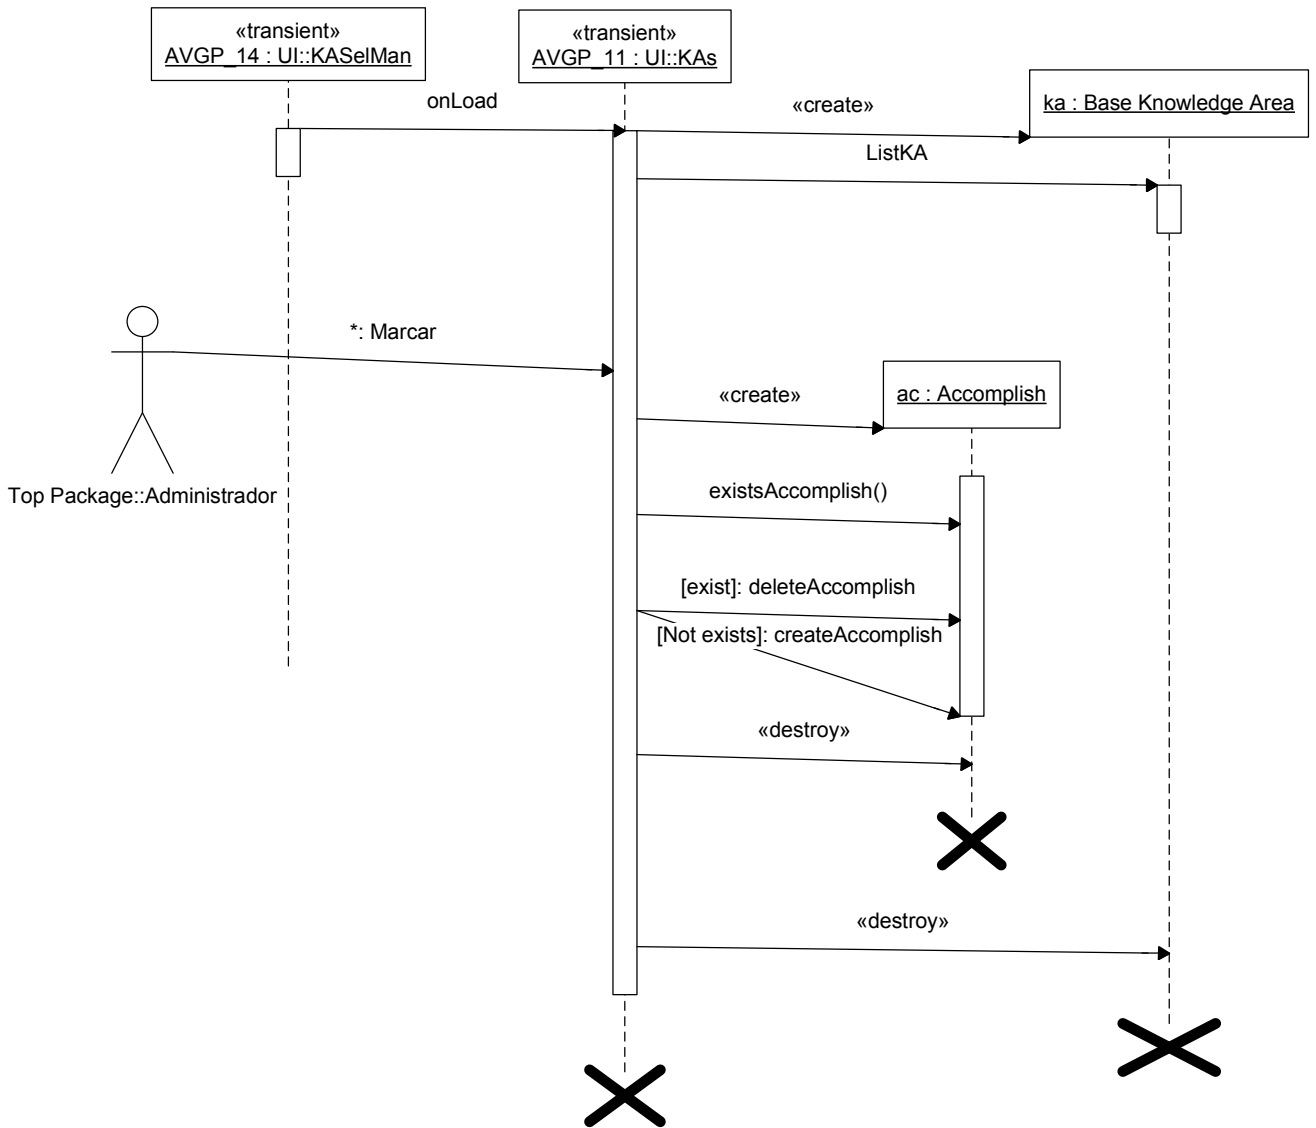 «transient»
AVGP_14 : UI::KASelMan
«transient»
AVGP_11 : UI::KAs
ka : Base Knowledge Area
onLoad
«create»
ListKA
*: Marcar
Top Package::Administrador
«create»
ac : Accomplish
existsAccomplish()
[exist]: deleteAccomplish
[Not exists]: createAccomplish
«destroy»
«destroy»